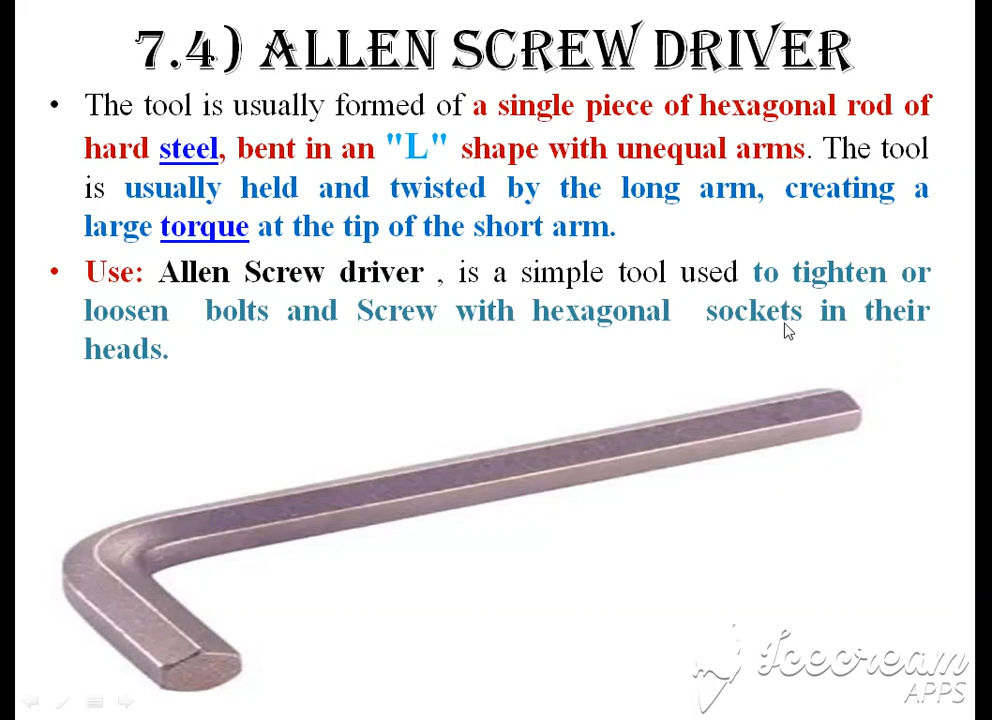 7.4) ALLEN SCREW DRIVER
• The tool is usually formed of a single piece of hexagonal rod of
hard steel, bent in an "L" shape with unequal arms. The tool
is usually held and twisted by the long arm, creating a
large torque at the tip of the short arm.
• Use: Allen Screw driver , is a simple tool used to tighten or
loosen bolts and Screw with hexagonal sockets in their
heads.
Icecream
APPS